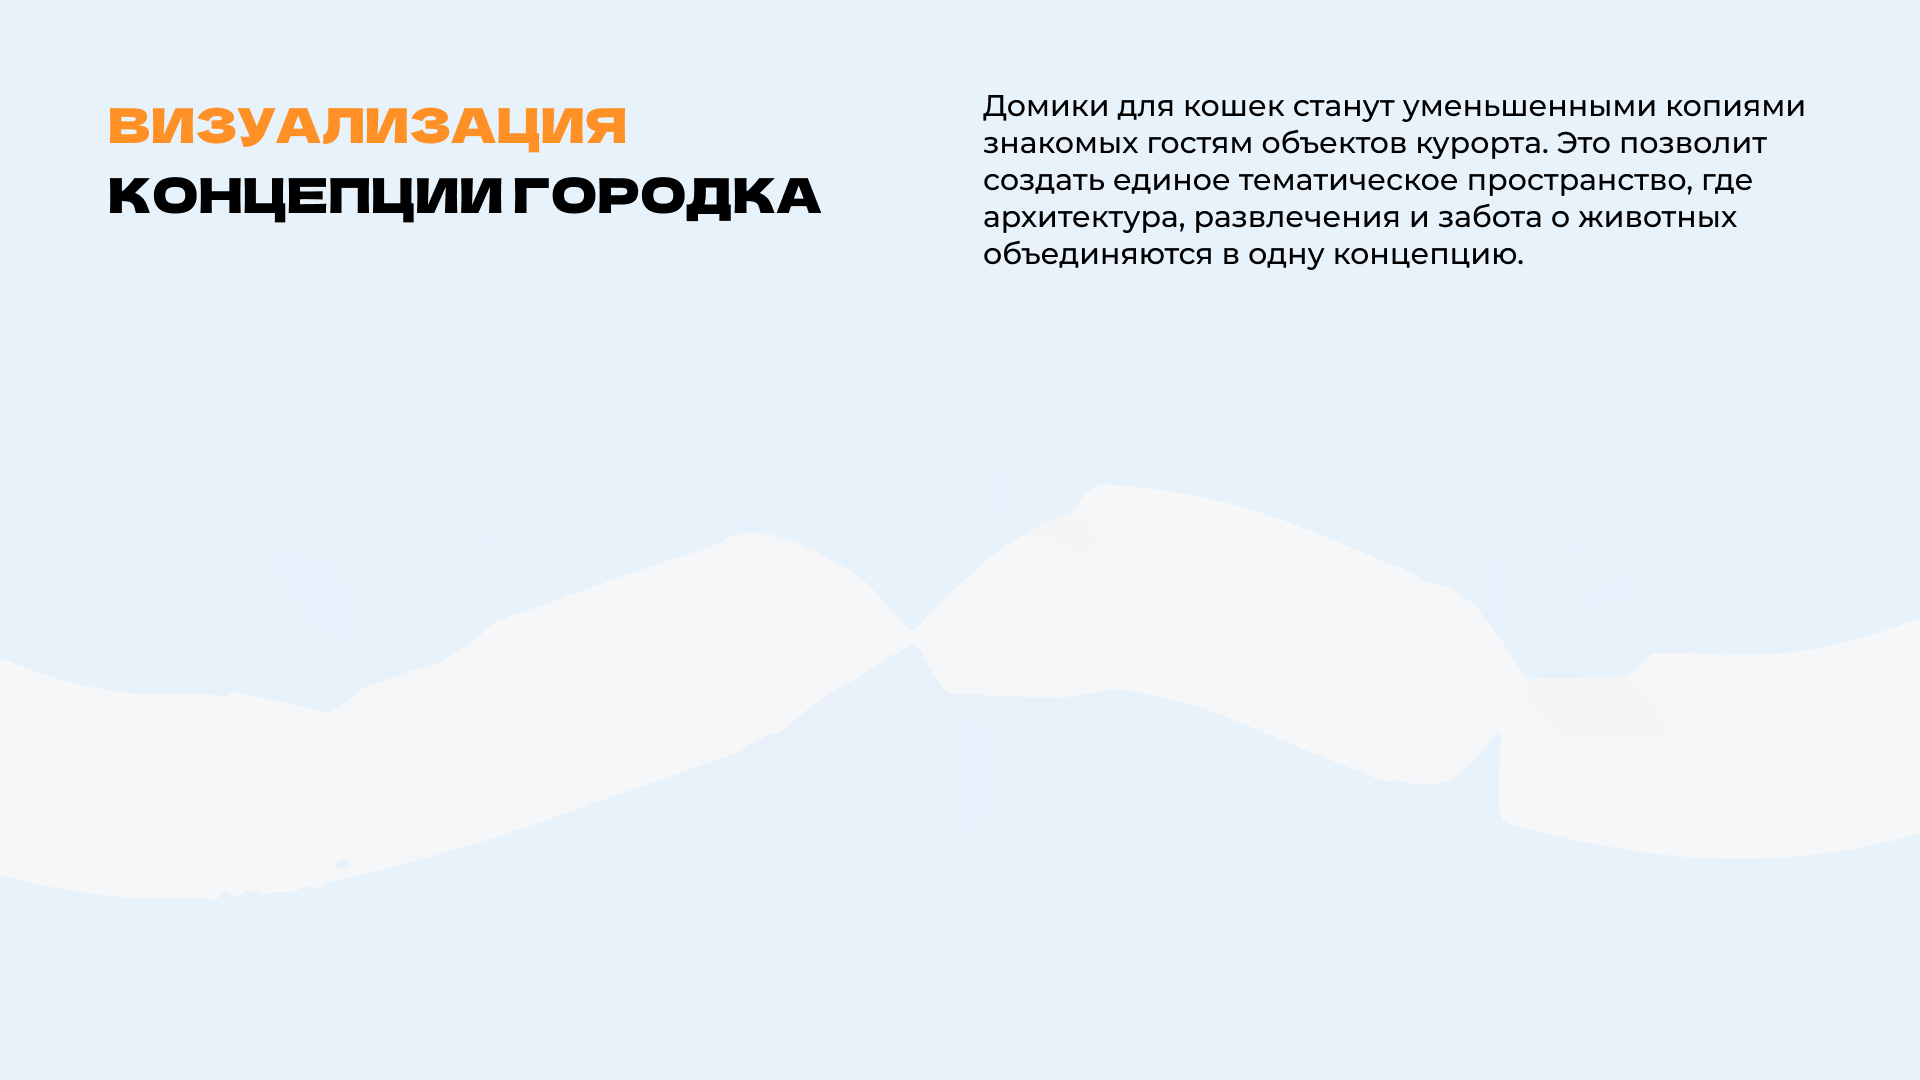 ВИЗУАЛИЗАЦИЯ
КОНЦЕПЦИИ ГОРОДКА
Домики для кошек станут уменьшенными копиями
знакомых гостям объектов курорта. Это позволит
создать единое тематическое пространство, где
архитектура, развлечения и забота о животных
объединяются в одну концепцию.